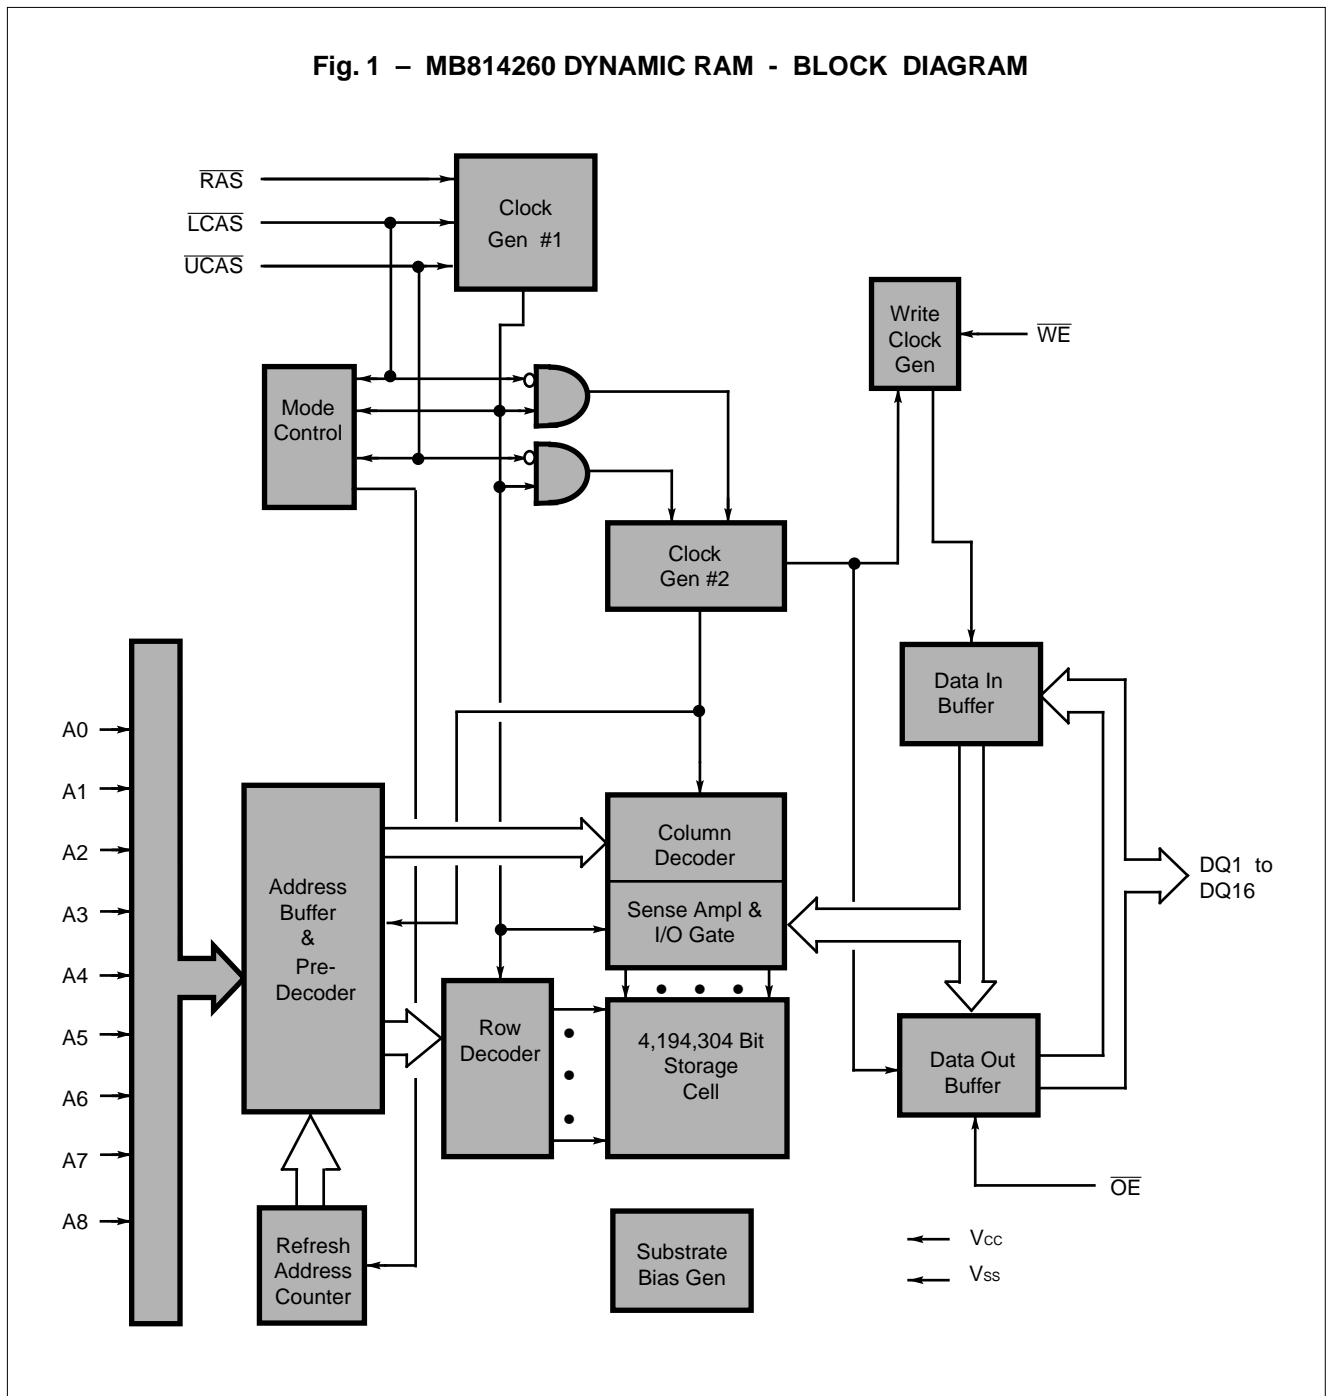 Fig. 1 – MB814260 DYNAMIC RAM - BLOCK DIAGRAM
RAS
LCAS
UCAS
Clock
Gen #1
Write
Clock
Gen
WE
Mode
Control
Clock
Gen #2
Data In
Buffer
A0
A1
A2
A3
A4
A5
A6
A7
A8
Address
Buffer
&
Pre-
Decoder
Column
Decoder
Sense Ampl &
I/O Gate
DQ1 to
DQ16
Row
Decoder
4,194,304 Bit
Storage
Cell
Data Out
Buffer
OE
Refresh
Address
Counter
Substrate
Bias Gen
VCC
VSS